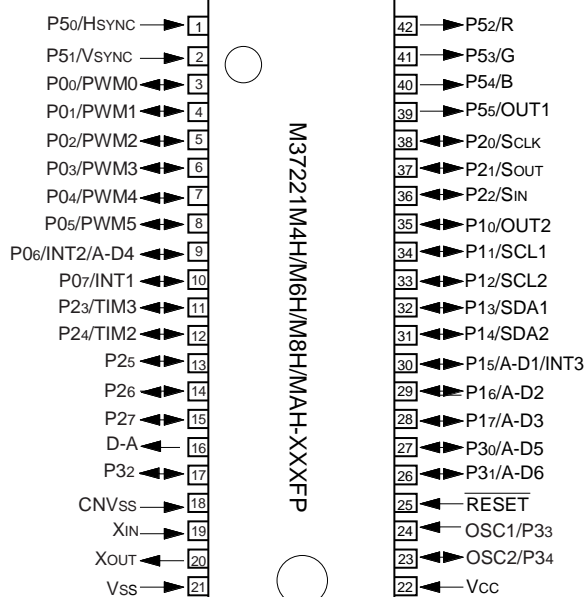 P50/HSYNC 1 42 P52/R
P51/VSYNC 2 41 P53/G
P00/PWM0 3 40 P54/B
P01/PWM1 4 39 P55/OUT1
P02/PWM2 5 38 P20/SCLK
P03/PWM3 6 37 P21/SOUT
P04/PWM4 7 36 P22/SIN
P05/PWM5 8 35 P10/OUT2
P06/INT2/A-D4 9 34 P11/SCL1
P07/INT1 10 33 P12/SCL2
P23/TIM3 11 32 P13/SDA1
P24/TIM2 12 31 P14/SDA2
P25 13 30 P15/A-D1/INT3
P26 14 29 P16/A-D2
P27 15 28 P17/A-D3
D-A 16 27 P30/A-D5
P32 17 26 P31/A-D6
CNVSS 18 25 RESET
XIN 19 24 OSC1/P33
XOUT 20 23 OSC2/P34
VSS 21 22 VCC
M37221M4H/M6H/M8H/MAH-XXXFP